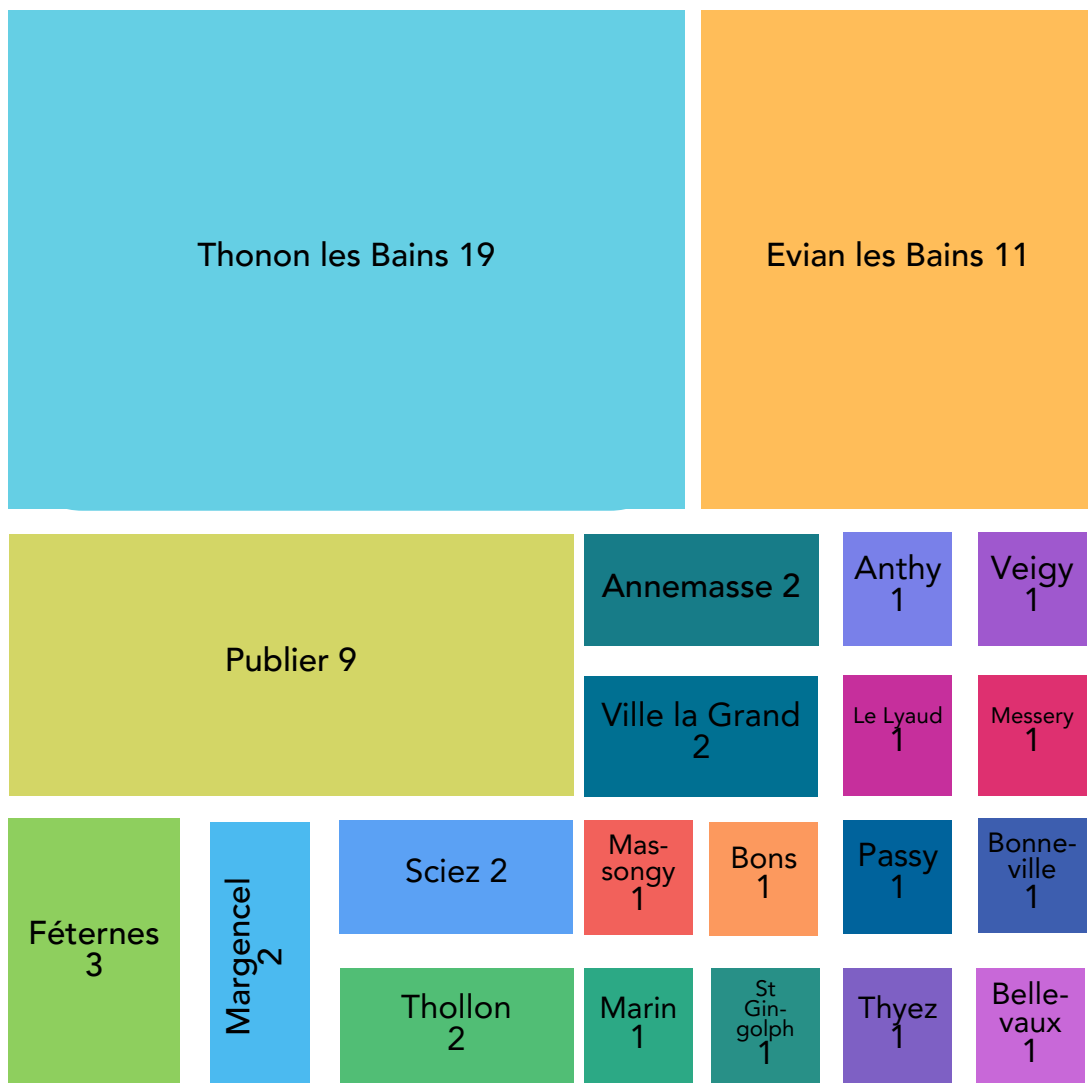 Thonon les Bains 19
Evian les Bains 11
Publier 9
Annemasse 2
Anthy
1
Veigy
1
Ville la Grand
2
Le Lyaud
1
Messery
1
Féternes
3
Margencel
2
Sciez 2
Mas-
songy
1
Bons
1
Passy
1
Bonne-
ville
1
Thollon
2
Marin
1
St
Gin-
golph
1
Thyez
1
Belle-
vaux
1